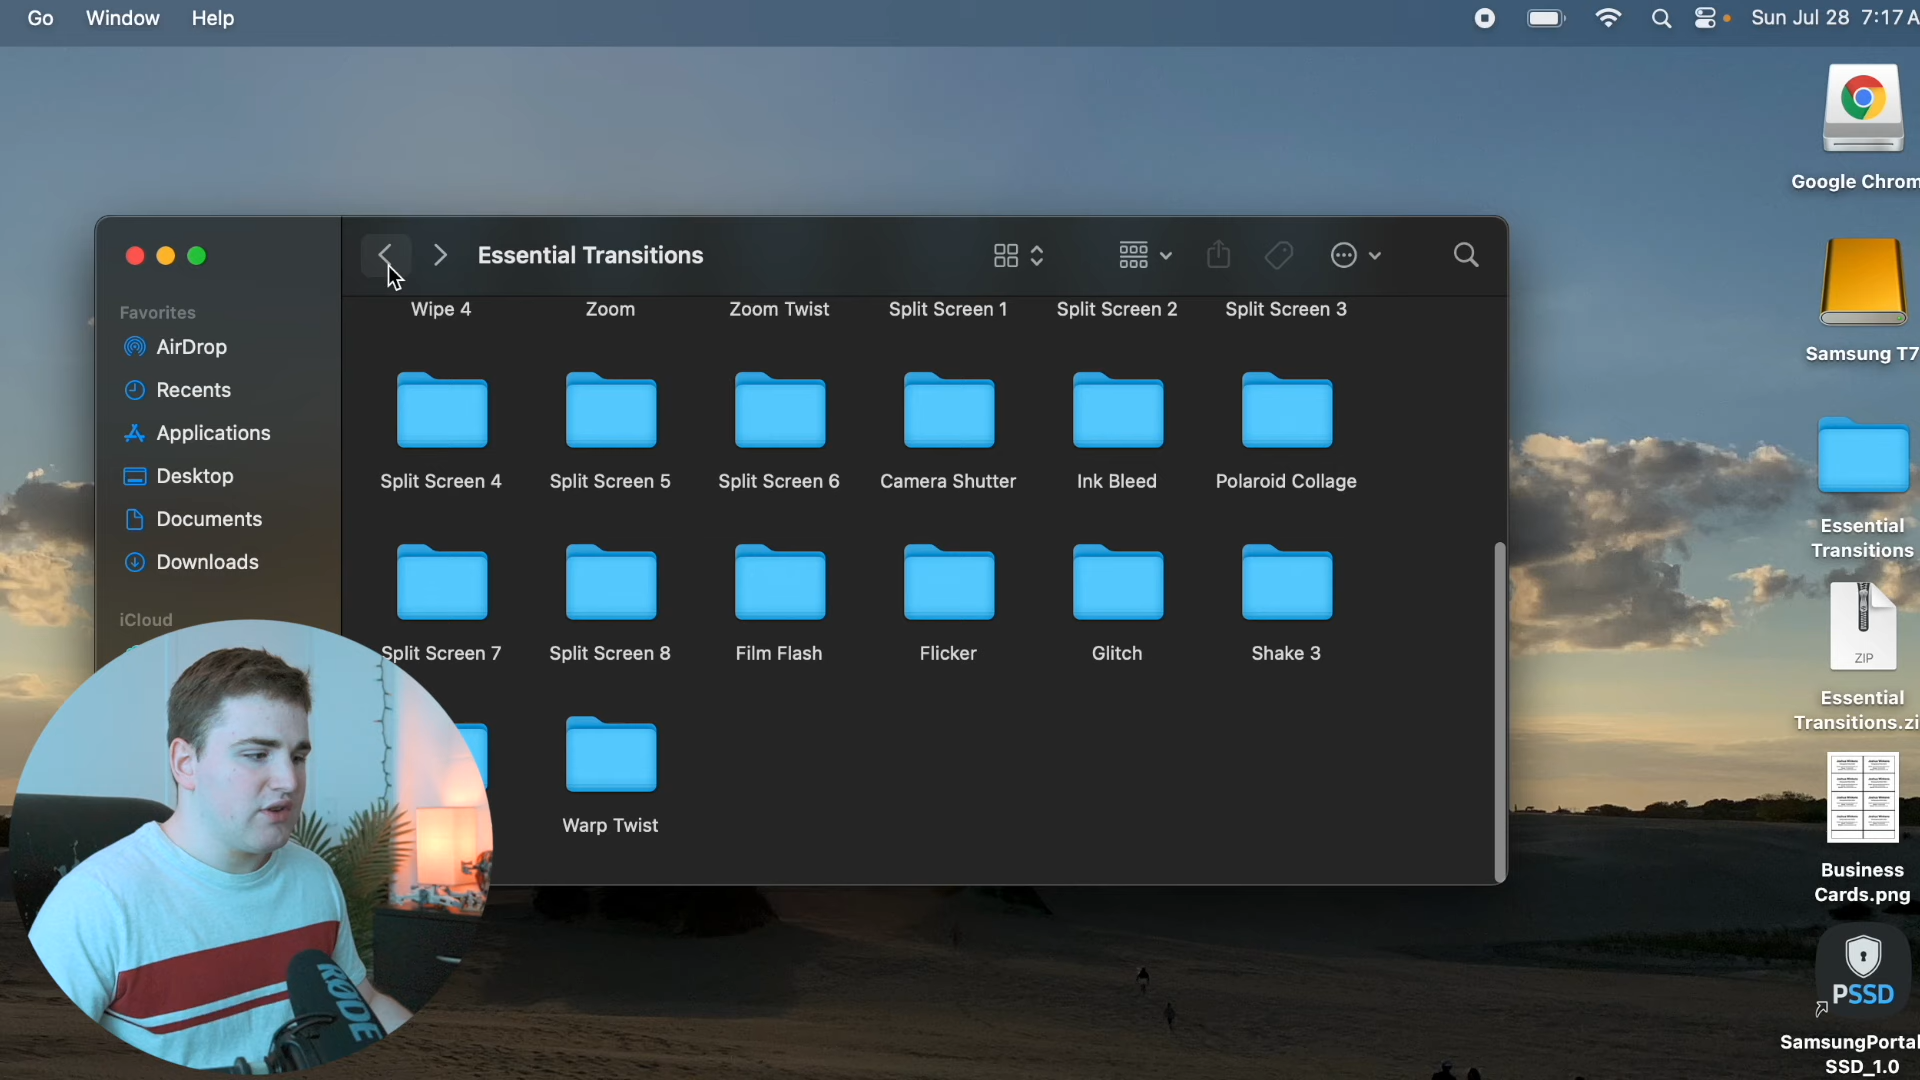 Go Window Help
Sun Jul 28 7:17A
Google Chrom
Essential Transitions
Favorites
AirDrop
Recents
Applications
Desktop
Documents
Downloads
iCloud
Wipe 4 Zoom Zoom Twist Split Screen 1 Split Screen 2 Split Screen 3
Split Screen 4 Split Screen 5 Split Screen 6 Camera Shutter Ink Bleed Polaroid Collage
Split Screen 7 Split Screen 8 Film Flash Flicker Glitch Shake 3
Warp Twist
Samsung T7
Essential
Transitions
ZIP
Essential
Transitions.zi
Business
Cards.png
PSSD
SamsungPortal
SSD_1.0
RØDE